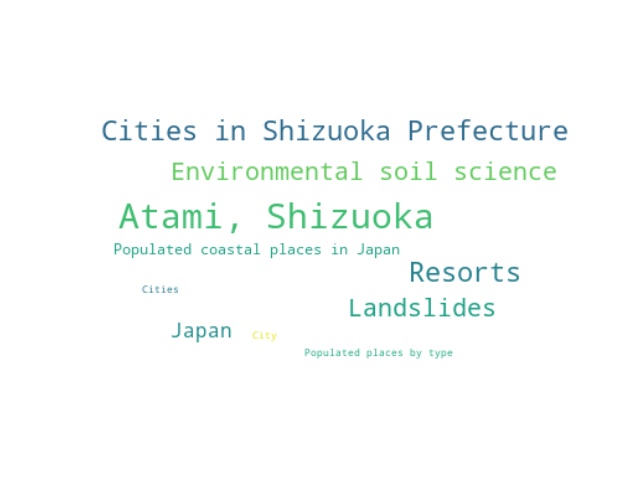 Cities in Shizuoka Prefecture
Environmental soil science
Atami, Shizuoka
Populated coastal places in Japan
Resorts
Cities
Landslides
Japan
City
Populated places by type